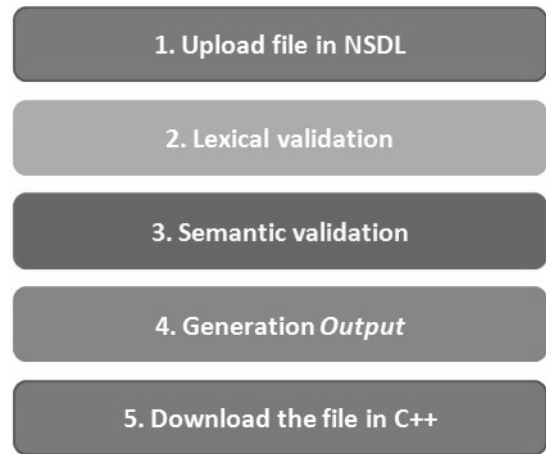 1. Upload file in NSDL
2. Lexical validation
3. Semantic validation
4. Generation Output
5. Download the file in C++